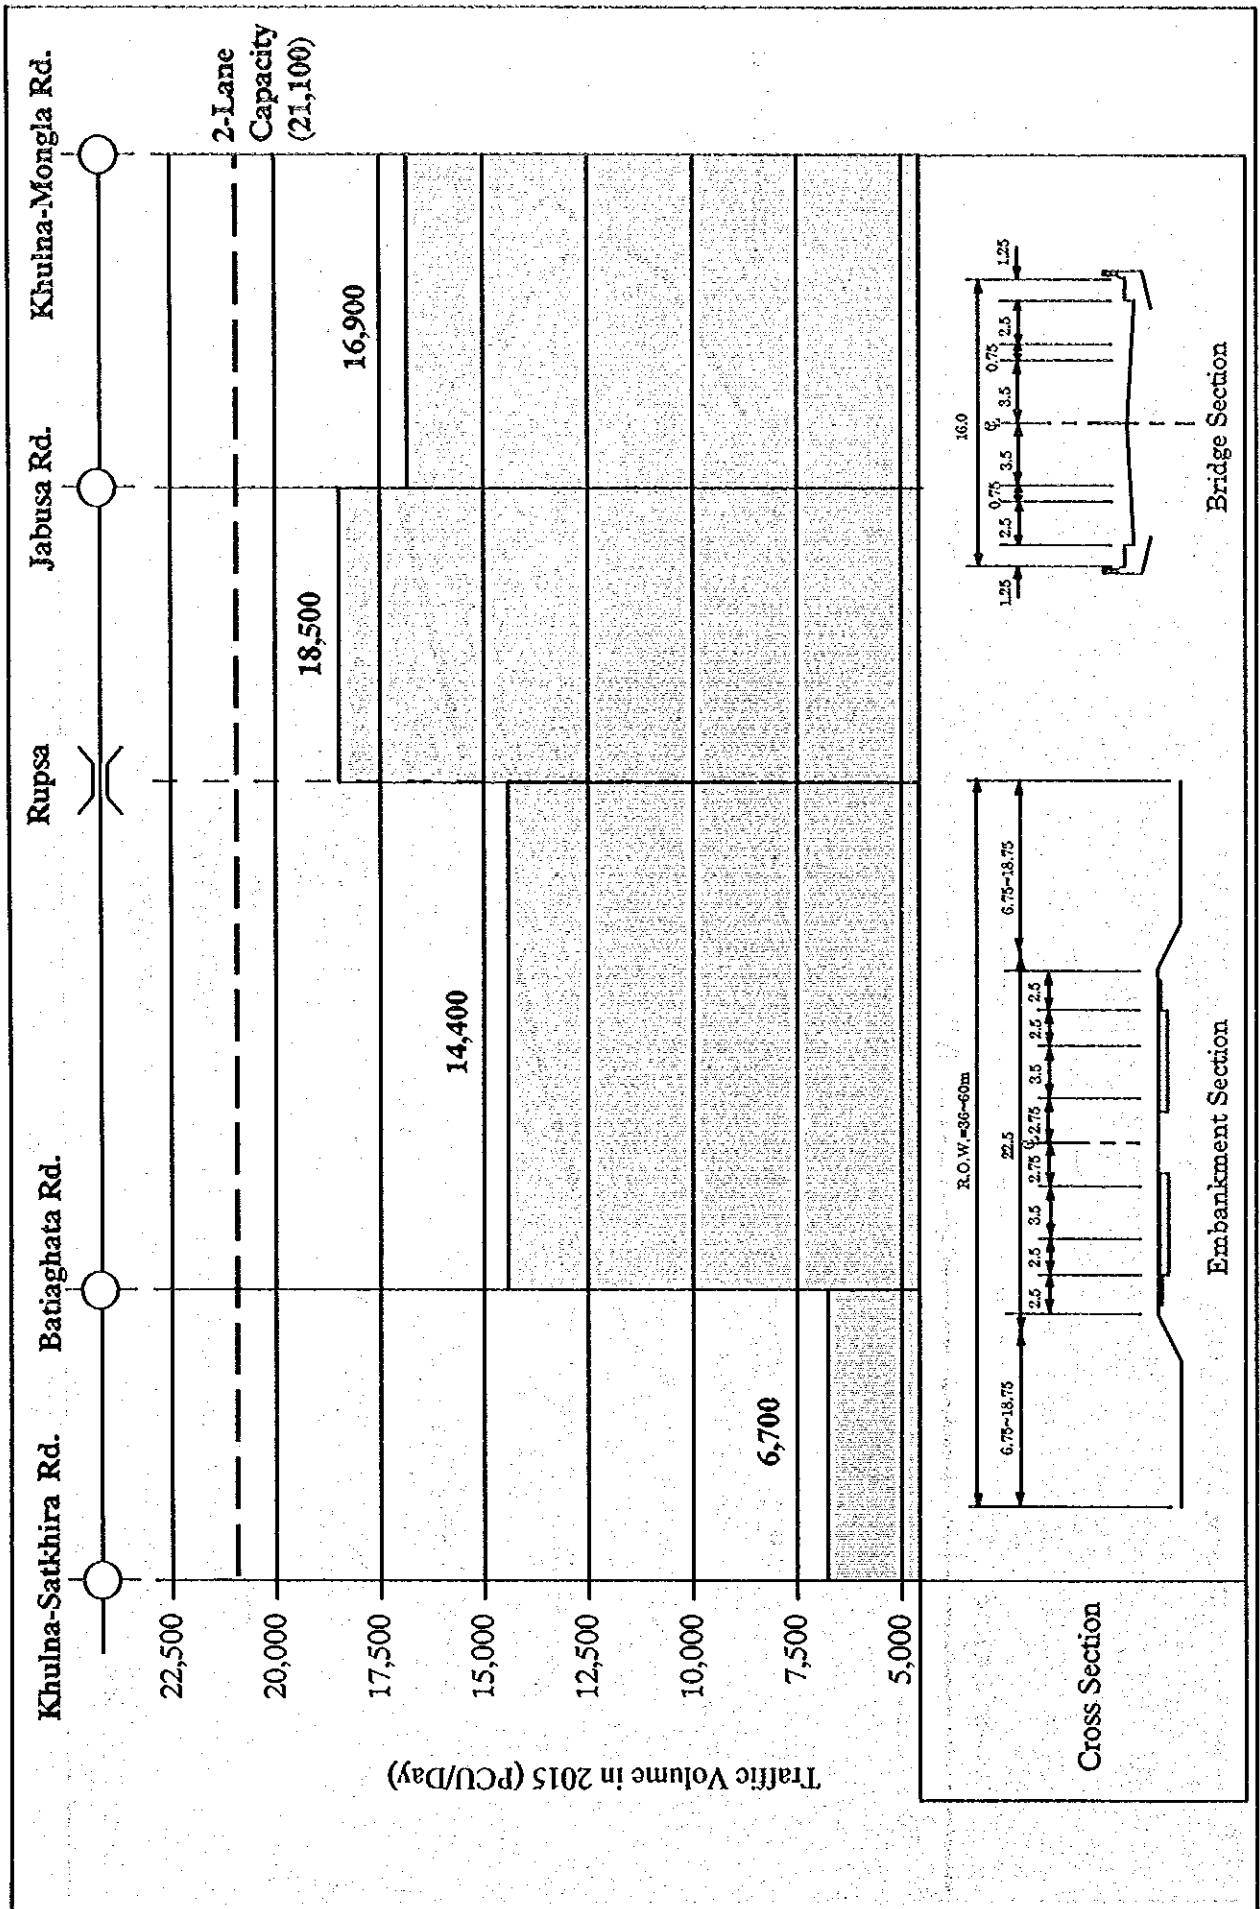 Khulna-Satkhira Rd.
Batiaghata Rd.
Rupsa
Jabusa Rd.
Khulna-Mongla Rd.
2-Lane
Capacity
(21,100)
22,500
20,000
17,500
15,000
12,500
10,000
7,500
5,000
Traffic Volume in 2015 (PCU/Day)
6,700
14,400
18,500
16,900
Cross Section
R.O.W.=36~60m
6.75~18.75
22.5
6.75~18.75
2.5
2.5
3.5
2.75
2.75
3.5
2.5
2.5
Embankment Section
16.0
1.25
2.5
0.75
3.5
3.5
0.75
2.5
1.25
Bridge Section